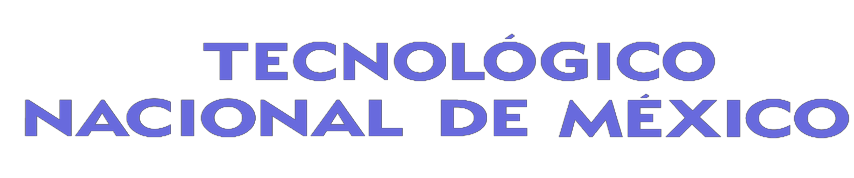 TECNOLÓGICO
NACIONAL DE MÉXICO